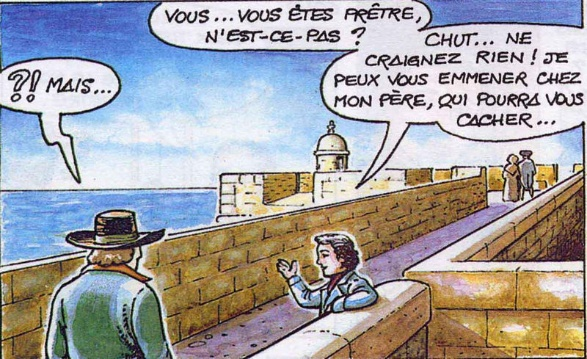 VOUS...VOUS ÊTES PRÊTRE,
N'EST-CE-PAS ?
?! MAIS...
CHUT... NE
CRAIGNEZ RIEN ! JE
PEUX VOUS EMMENER CHEZ
MON PÈRE, QUI POURRA VOUS
CACHER...